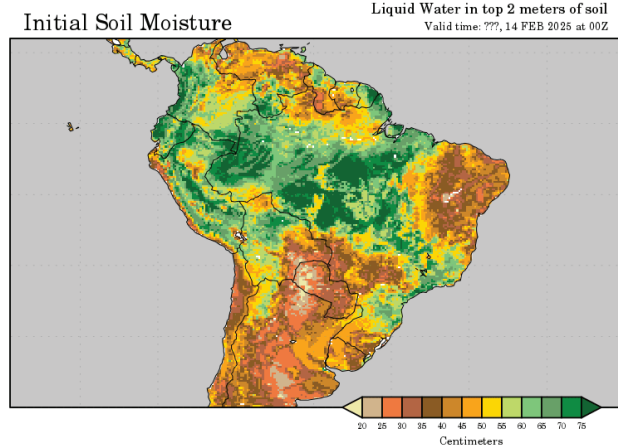 Initial Soil Moisture
Liquid Water in top 2 meters of soil
Valid time: ???, 14 FEB 2025 at 00Z
20 25 30 35 40 45 50 55 60 65 70 75
Centimeters